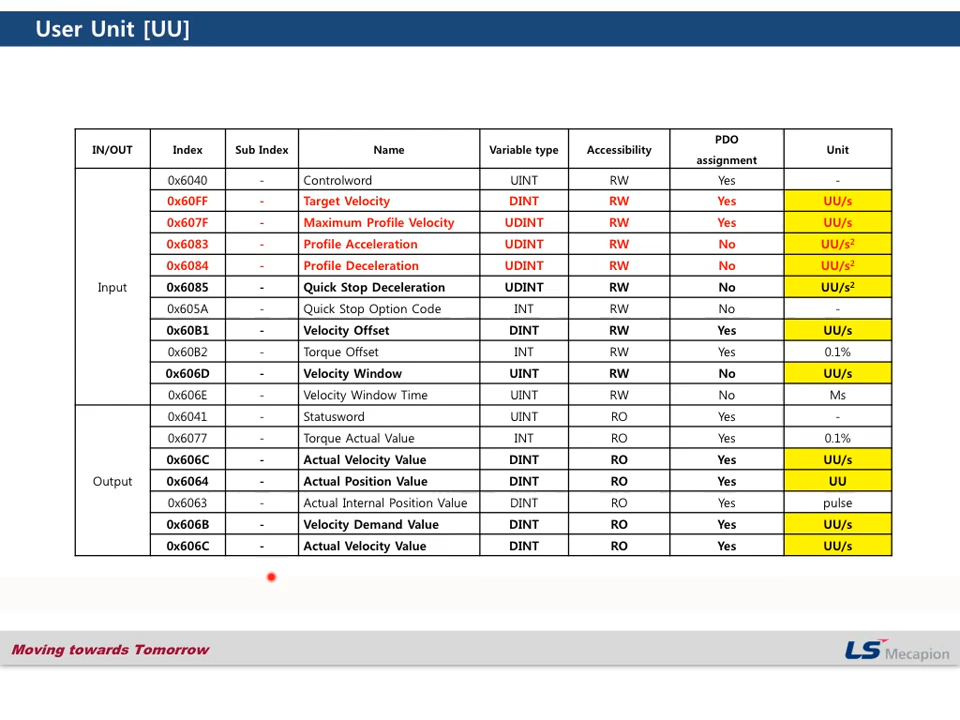 User Unit [UU]
IN/OUT Index Sub Index Name Variable type Accessibility PDO assignment Unit
Input
0x6040 - Controlword UINT RW Yes -
0x60FF - Target Velocity DINT RW Yes UU/s
0x607F - Maximum Profile Velocity UDINT RW Yes UU/s
0x6083 - Profile Acceleration UDINT RW No UU/s²
0x6084 - Profile Deceleration UDINT RW No UU/s²
0x6085 - Quick Stop Deceleration UDINT RW No UU/s²
0x605A - Quick Stop Option Code INT RW No -
0x60B1 - Velocity Offset DINT RW Yes UU/s
0x60B2 - Torque Offset INT RW Yes 0.1%
0x606D - Velocity Window UINT RW No UU/s
0x606E - Velocity Window Time UINT RW No Ms
Output
0x6041 - Statusword UINT RO Yes -
0x6077 - Torque Actual Value INT RO Yes 0.1%
0x606C - Actual Velocity Value DINT RO Yes UU/s
0x6064 - Actual Position Value DINT RO Yes UU
0x6063 - Actual Internal Position Value DINT RO Yes pulse
0x606B - Velocity Demand Value DINT RO Yes UU/s
0x606C - Actual Velocity Value DINT RO Yes UU/s
Moving towards Tomorrow
LS Mecapion